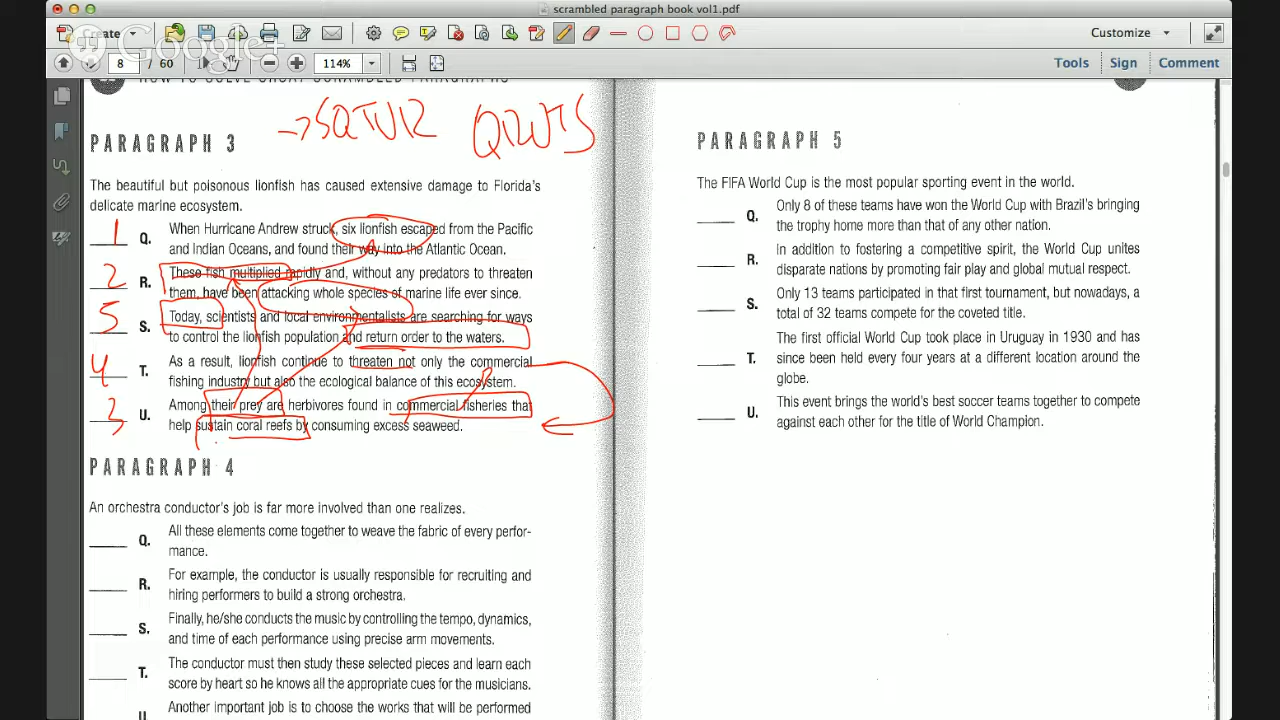 scrambled paragraph book vol1.pdf
Create
Google+
Customize
8 / 60
114%
Tools
Sign
Comment
HOW TO SOLVE SHSAT SCRAMBLED PARAGRAPHS
→ SQTUR QRUTS
PARAGRAPH 3
The beautiful but poisonous lionfish has caused extensive damage to Florida's
delicate marine ecosystem.
1 Q. When Hurricane Andrew struck, six lionfish escaped from the Pacific
and Indian Oceans, and found their way into the Atlantic Ocean.
2 R. These fish multiplied rapidly and, without any predators to threaten
them, have been attacking whole species of marine life ever since.
5 S. Today, scientists and local environmentalists are searching for ways
to control the lionfish population and return order to the waters.
4 T. As a result, lionfish continue to threaten not only the commercial
fishing industry but also the ecological balance of this ecosystem.
3 U. Among their prey are herbivores found in commercial fisheries that
help sustain coral reefs by consuming excess seaweed.
PARAGRAPH 4
An orchestra conductor's job is far more involved than one realizes.
Q. All these elements come together to weave the fabric of every perfor-
mance.
R. For example, the conductor is usually responsible for recruiting and
hiring performers to build a strong orchestra.
S. Finally, he/she conducts the music by controlling the tempo, dynamics,
and time of each performance using precise arm movements.
T. The conductor must then study these selected pieces and learn each
score by heart so he knows all the appropriate cues for the musicians.
U. Another important job is to choose the works that will be performed
PARAGRAPH 5
The FIFA World Cup is the most popular sporting event in the world.
Q. Only 8 of these teams have won the World Cup with Brazil's bringing
the trophy home more than that of any other nation.
R. In addition to fostering a competitive spirit, the World Cup unites
disparate nations by promoting fair play and global mutual respect.
S. Only 13 teams participated in that first tournament, but nowadays, a
total of 32 teams compete for the coveted title.
T. The first official World Cup took place in Uruguay in 1930 and has
since been held every four years at a different location around the
globe.
U. This event brings the world's best soccer teams together to compete
against each other for the title of World Champion.